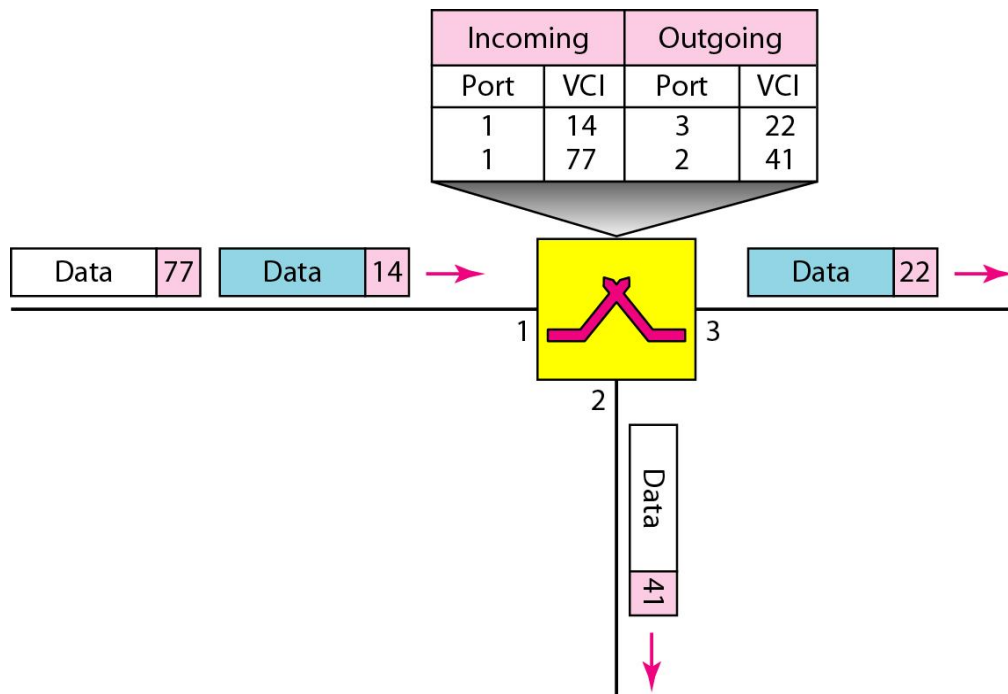 Incoming Outgoing
Port VCI Port VCI
1 14 3 22
1 77 2 41
Data 77 Data 14 Data 22
1 3
2
Data 41